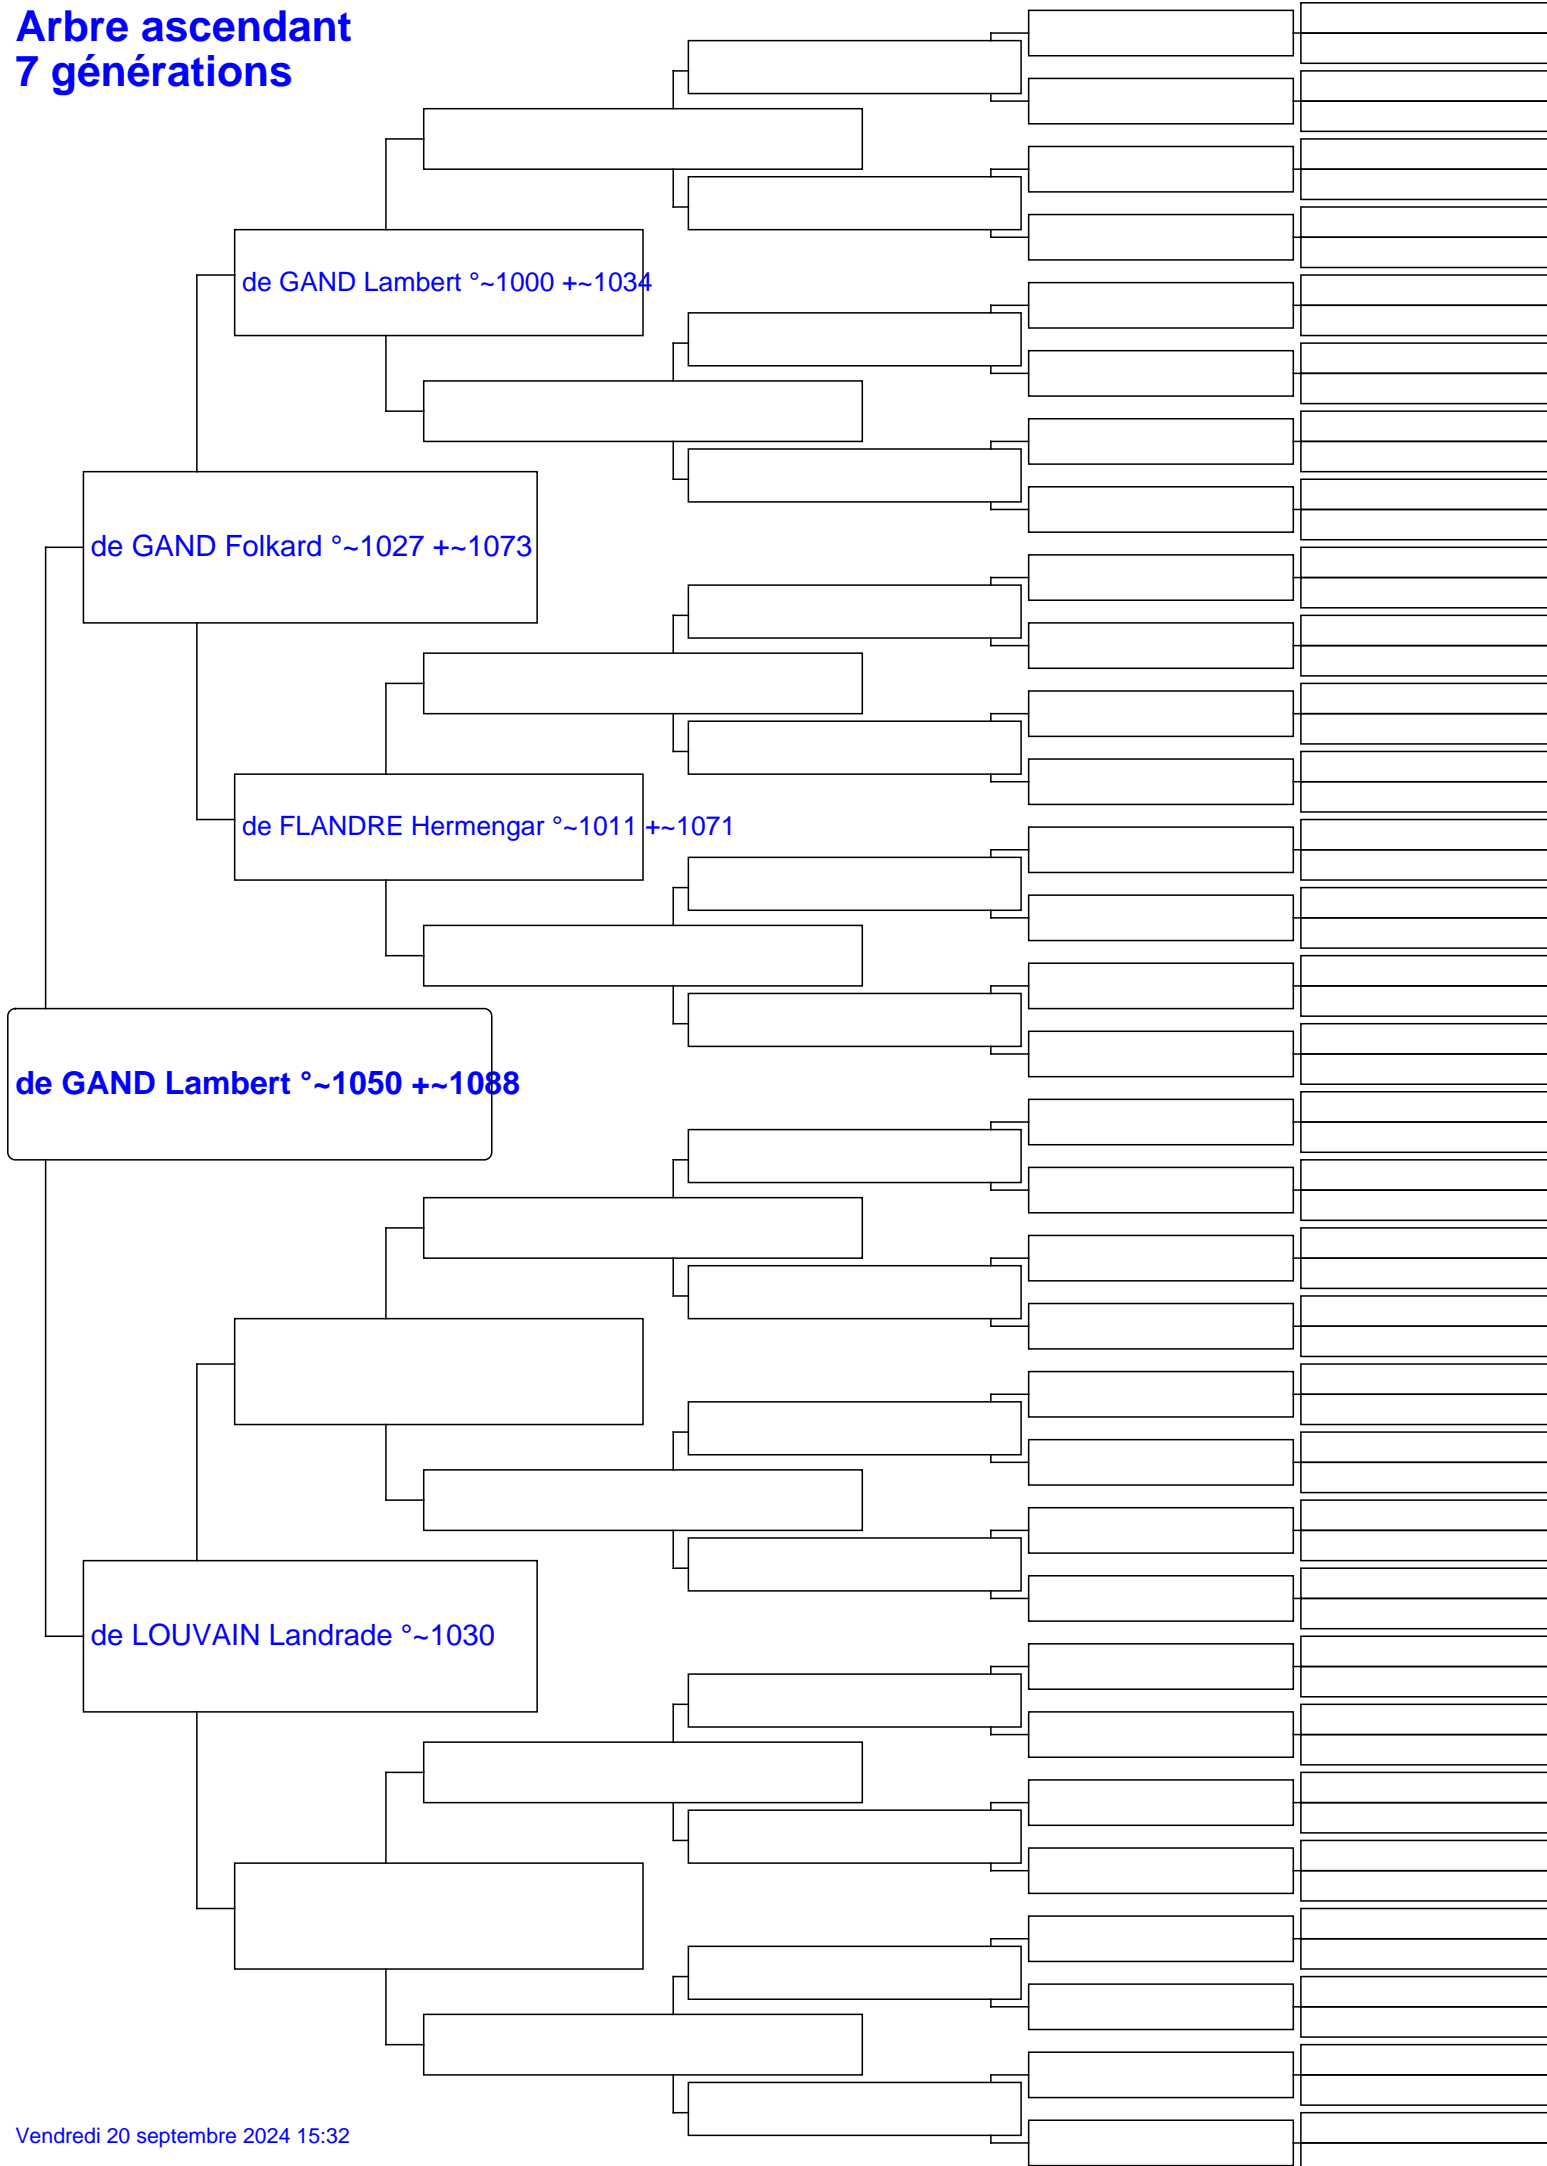 Arbre ascendant
7 générations
de GAND Lambert °~1000 +~1034
de GAND Folkard °~1027 +~1073
de FLANDRE Hermengar °~1011 +~1071
de GAND Lambert °~1050 +~1088
de LOUVAIN Landrade °~1030
Vendredi 20 septembre 2024 15:32